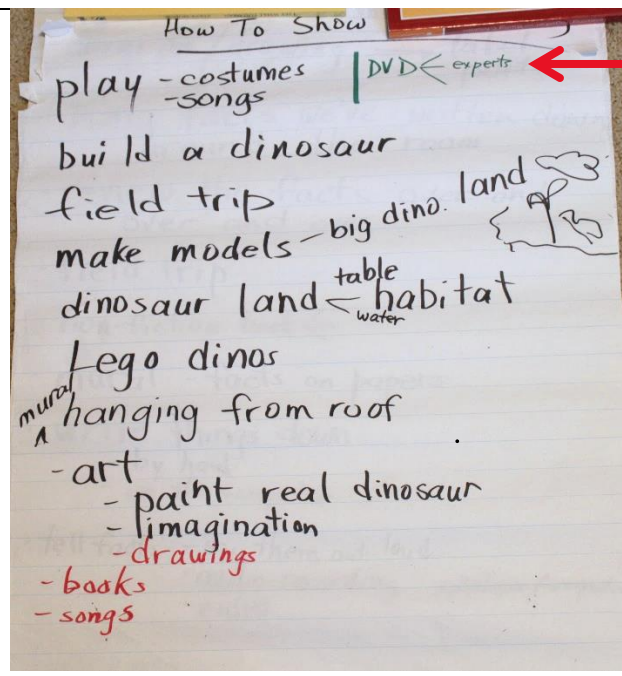 How To Show
play - costumes
- songs
DVD < experts
build a dinosaur
field trip
make models - big dino. land
dinosaur land < habitat
table
water
Lego dinos
mural ^ hanging from roof
- art
- paint real dinosaur
- imagination
- drawings
- books
- songs